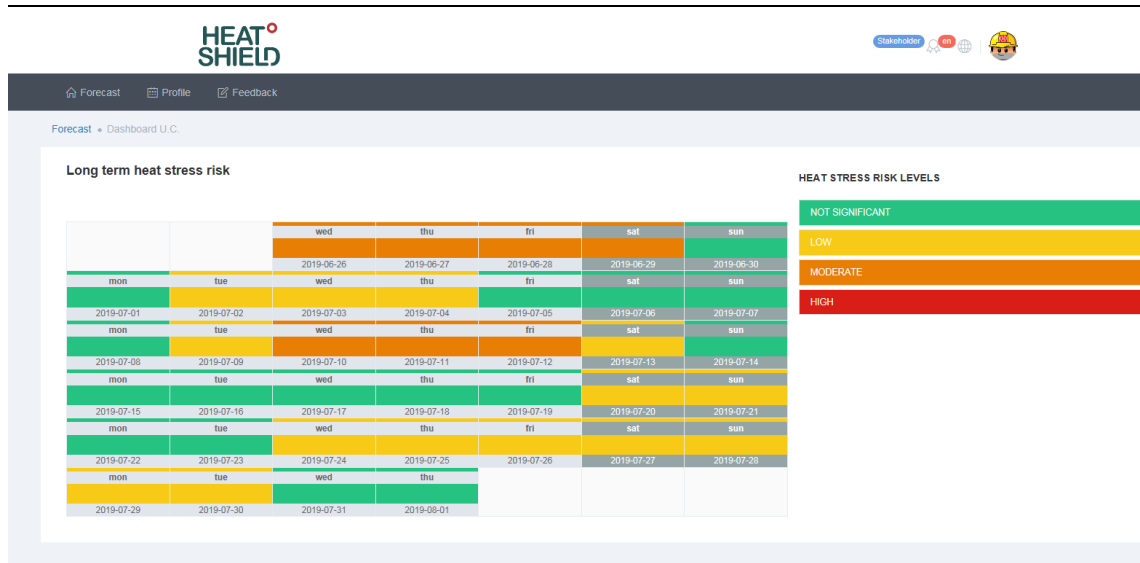 HEAT
SHIELD
Stakeholder en
Forecast Profile Feedback
Forecast • Dashboard U.C.
Long term heat stress risk
HEAT STRESS RISK LEVELS
NOT SIGNIFICANT
LOW
MODERATE
HIGH
wed thu fri sat sun
2019-06-26 2019-06-27 2019-06-28 2019-06-29 2019-06-30
mon tue wed thu fri sat sun
2019-07-01 2019-07-02 2019-07-03 2019-07-04 2019-07-05 2019-07-06 2019-07-07
mon tue wed thu fri sat sun
2019-07-08 2019-07-09 2019-07-10 2019-07-11 2019-07-12 2019-07-13 2019-07-14
mon tue wed thu fri sat sun
2019-07-15 2019-07-16 2019-07-17 2019-07-18 2019-07-19 2019-07-20 2019-07-21
mon tue wed thu fri sat sun
2019-07-22 2019-07-23 2019-07-24 2019-07-25 2019-07-26 2019-07-27 2019-07-28
mon tue wed thu
2019-07-29 2019-07-30 2019-07-31 2019-08-01